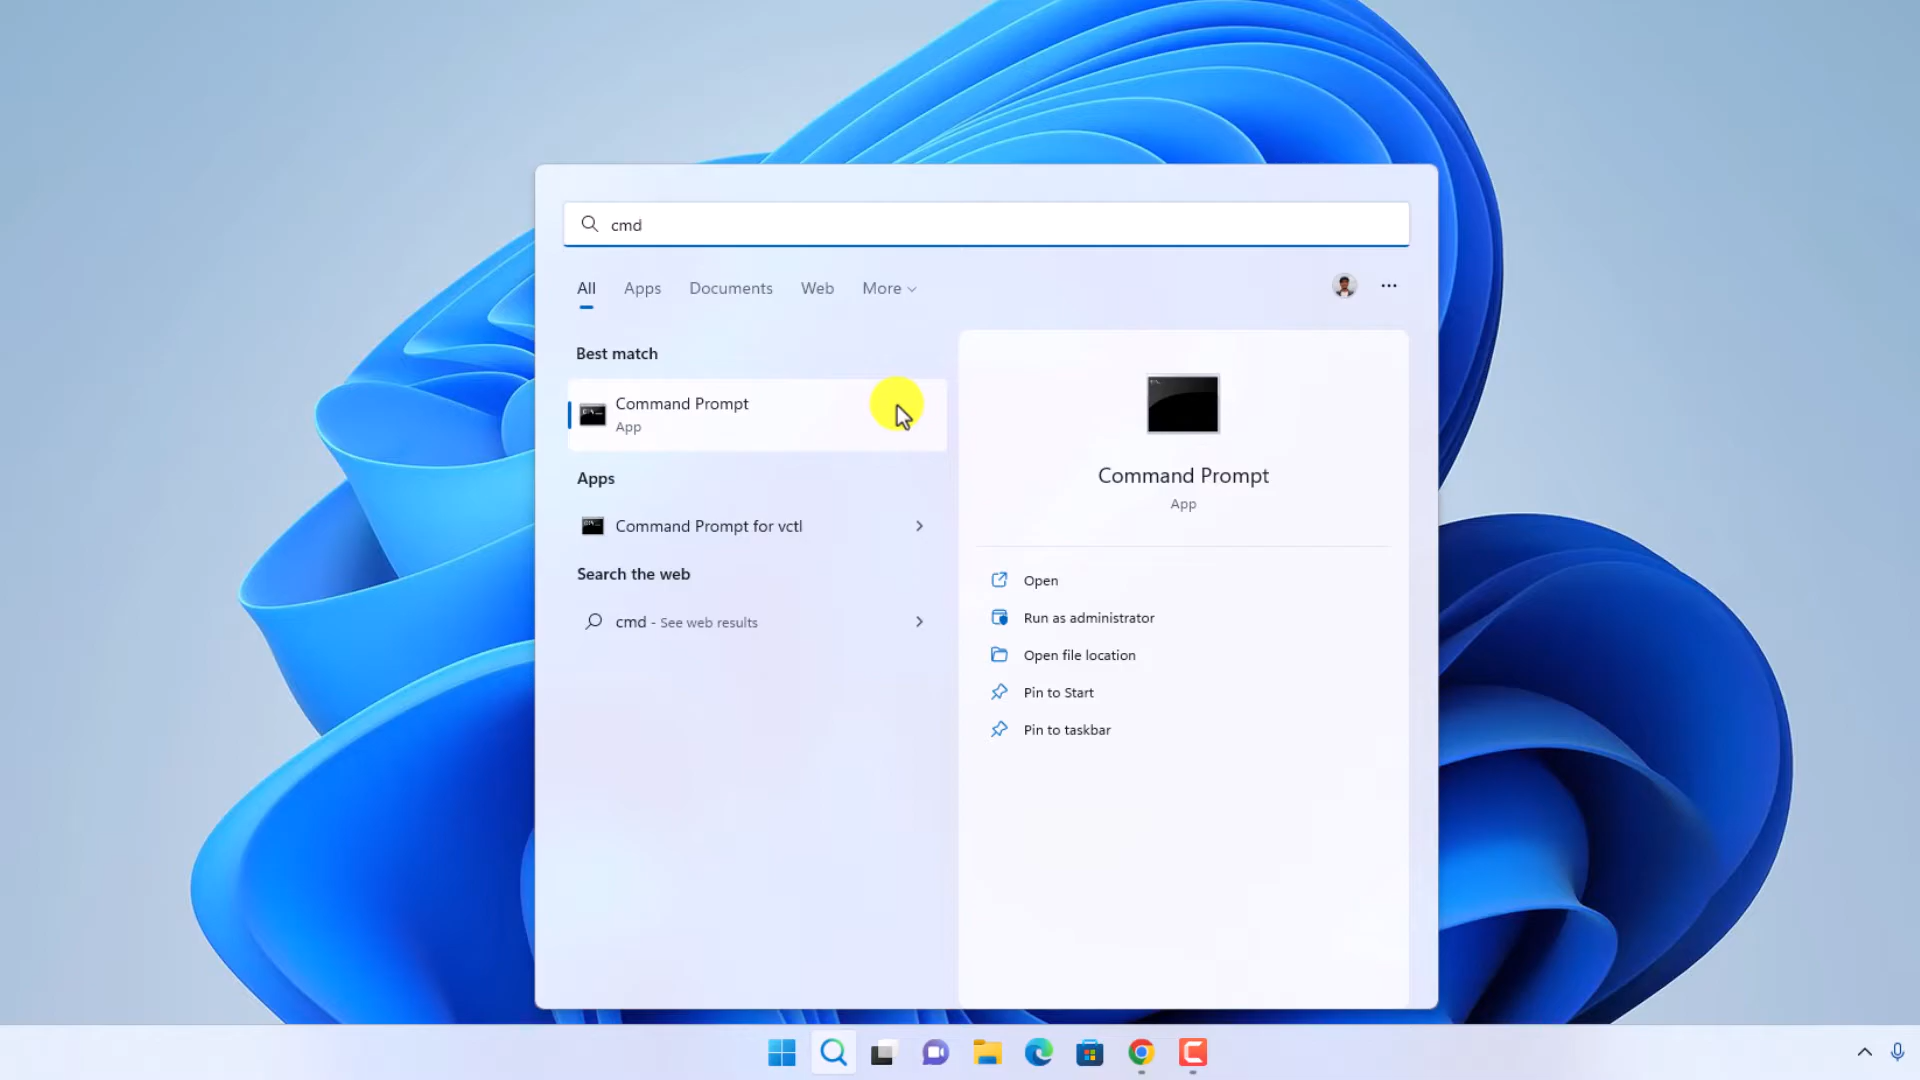 cmd
All Apps Documents Web More
Best match
Command Prompt
App
Apps
Command Prompt for vctl
Search the web
cmd - See web results
Command Prompt
App
Open
Run as administrator
Open file location
Pin to Start
Pin to taskbar